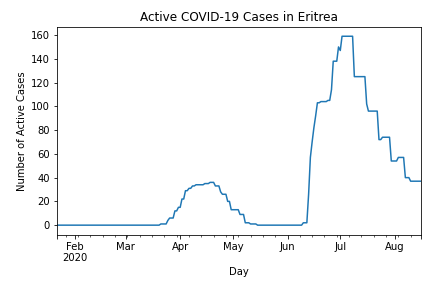 Active COVID-19 Cases in Eritrea
Number of Active Cases
160
140
120
100
80
60
40
20
0
Feb Mar Apr May Jun Jul Aug
2020
Day